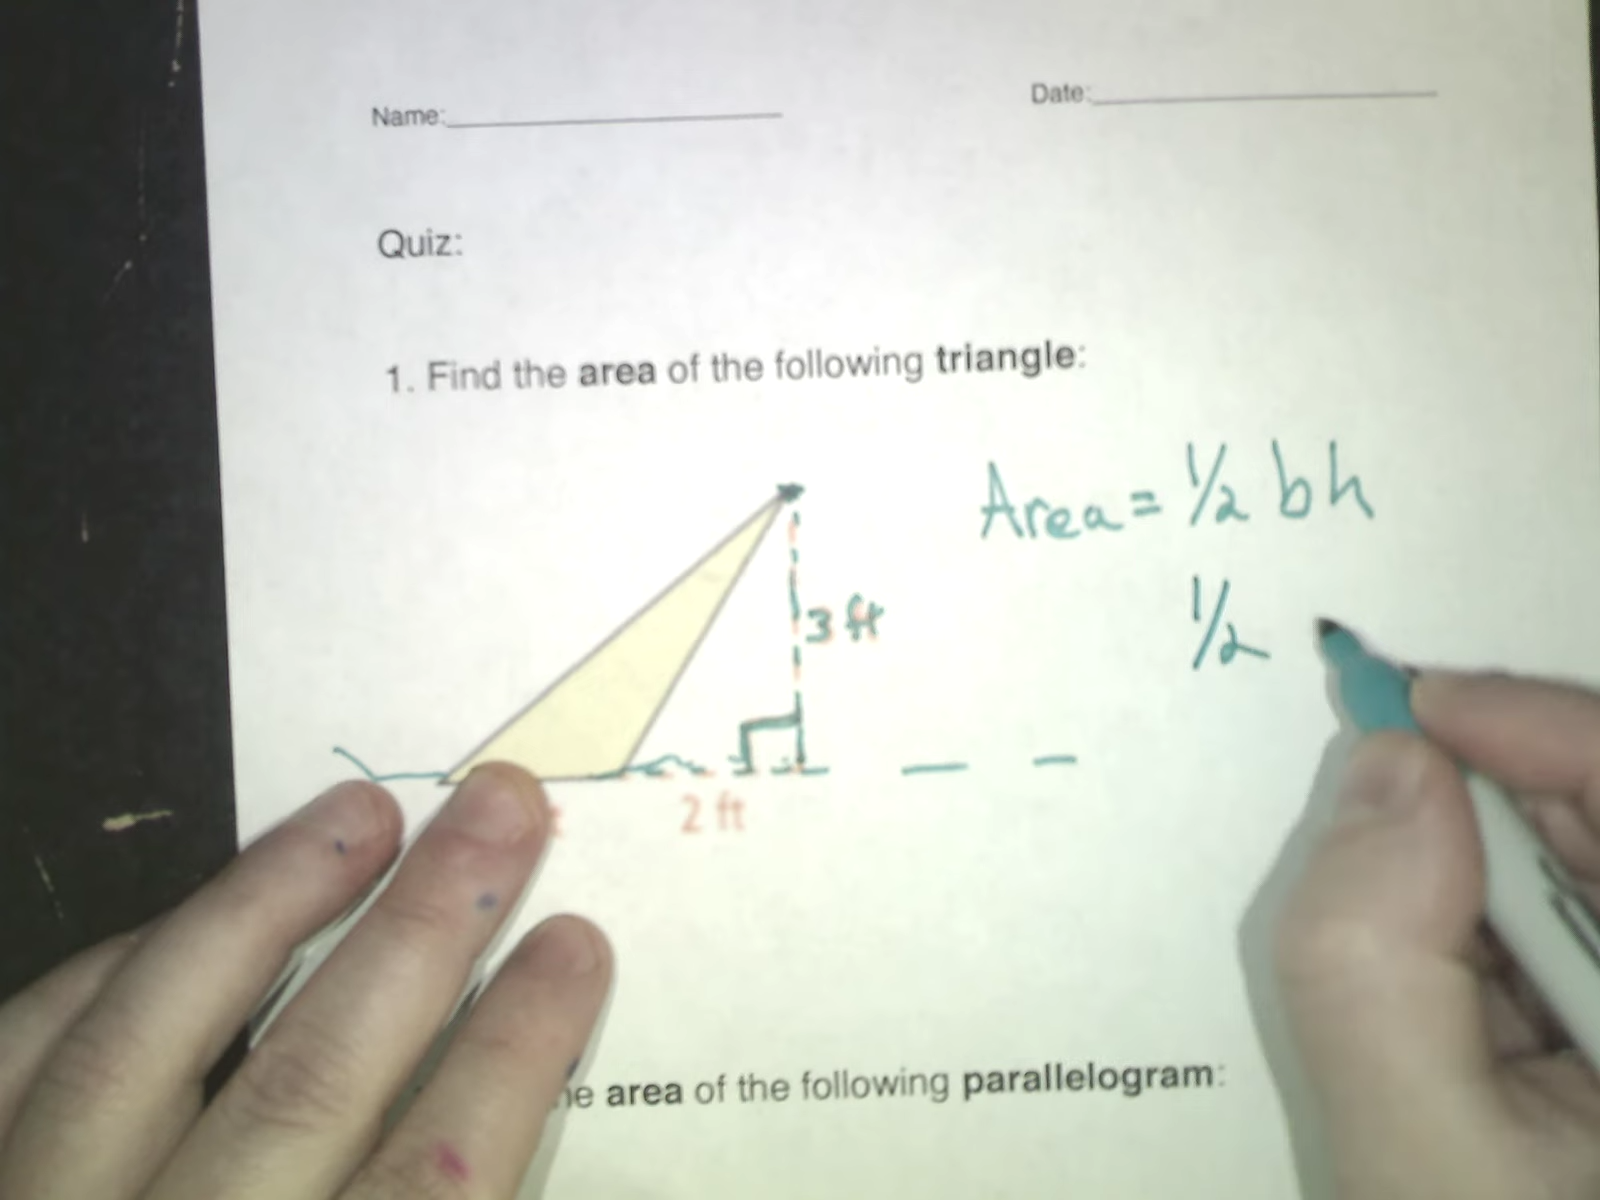 Name: Date:
Quiz:
1. Find the area of the following triangle:
Area = 1/2 bh
1/2
3 ft
2 ft
area of the following parallelogram: